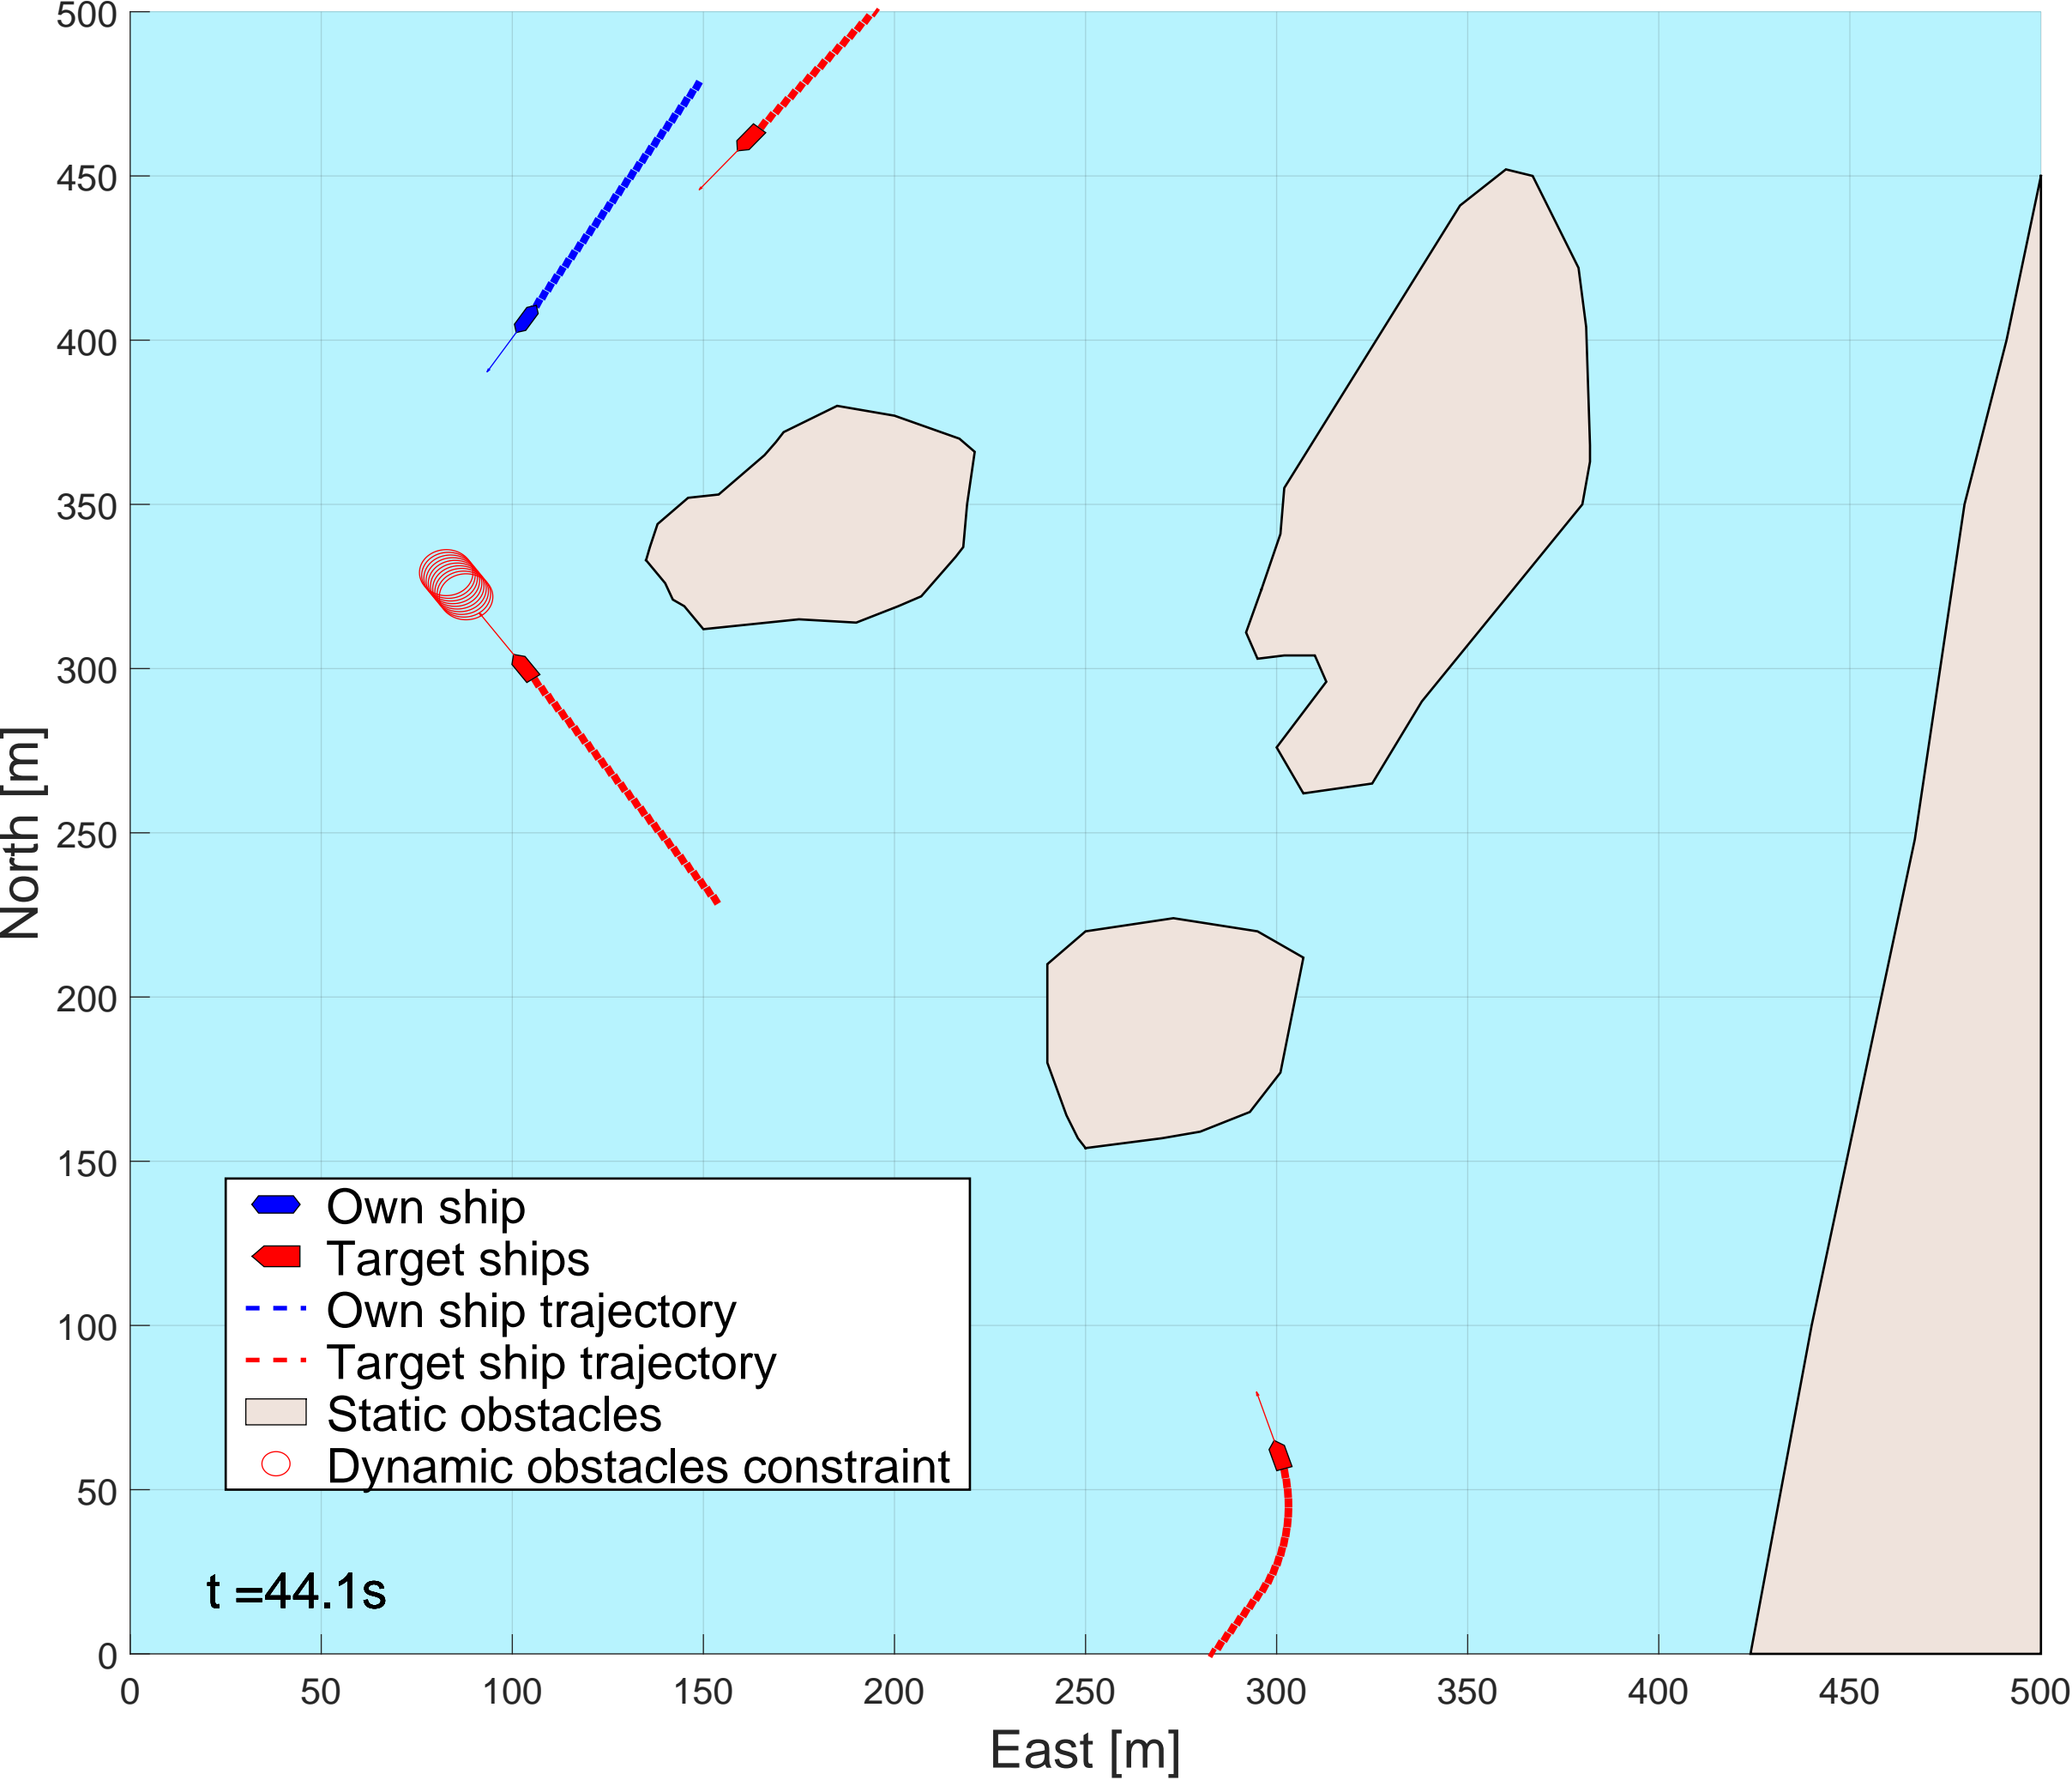 500
450
400
350
300
250
200
150
100
50
0
North [m]
Own ship
Target ships
Own ship trajectory
Target ship trajectory
Static obstacles
Dynamic obstacles constraint
t =44.1s
0 50 100 150 200 250 300 350 400 450 500
East [m]